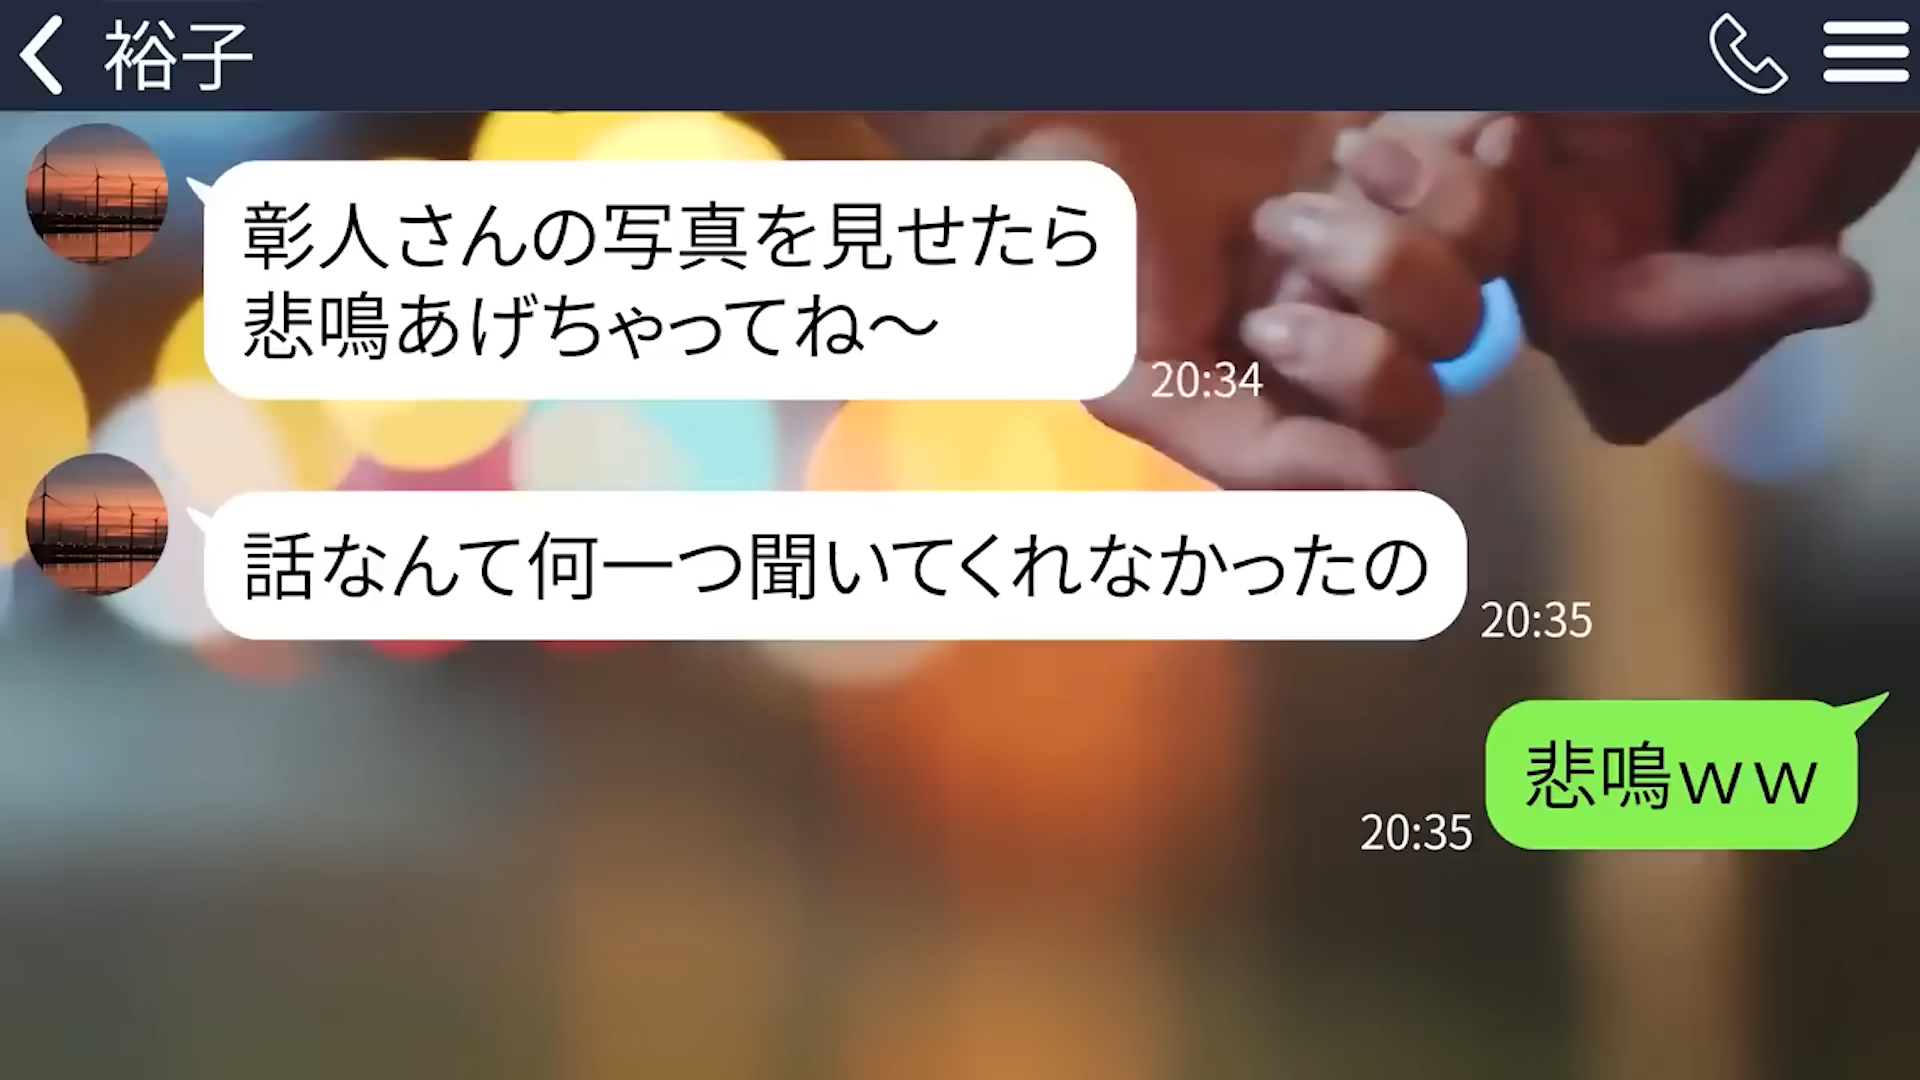 裕子
彰人さんの写真を見せたら
悲鳴あげちゃってね〜
20:34
話なんて何一つ聞いてくれなかったの
20:35
悲鳴ｗｗ
20:35